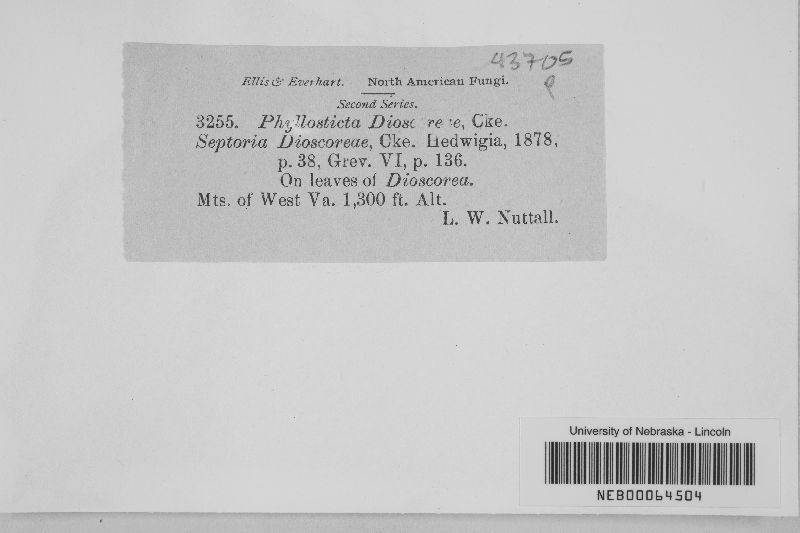 43705
Ellis & Everhart. North American Fungi.
Second Series.
3255. Phyllosticta Diosc re e, Cke.
Septoria Dioscoreae, Cke. Hedwigia, 1878,
p. 38, Grev. VI, p. 136.
On leaves of Dioscorea.
Mts. of West Va. 1,300 ft. Alt.
L. W. Nuttall.
University of Nebraska - Lincoln
NEB00064504